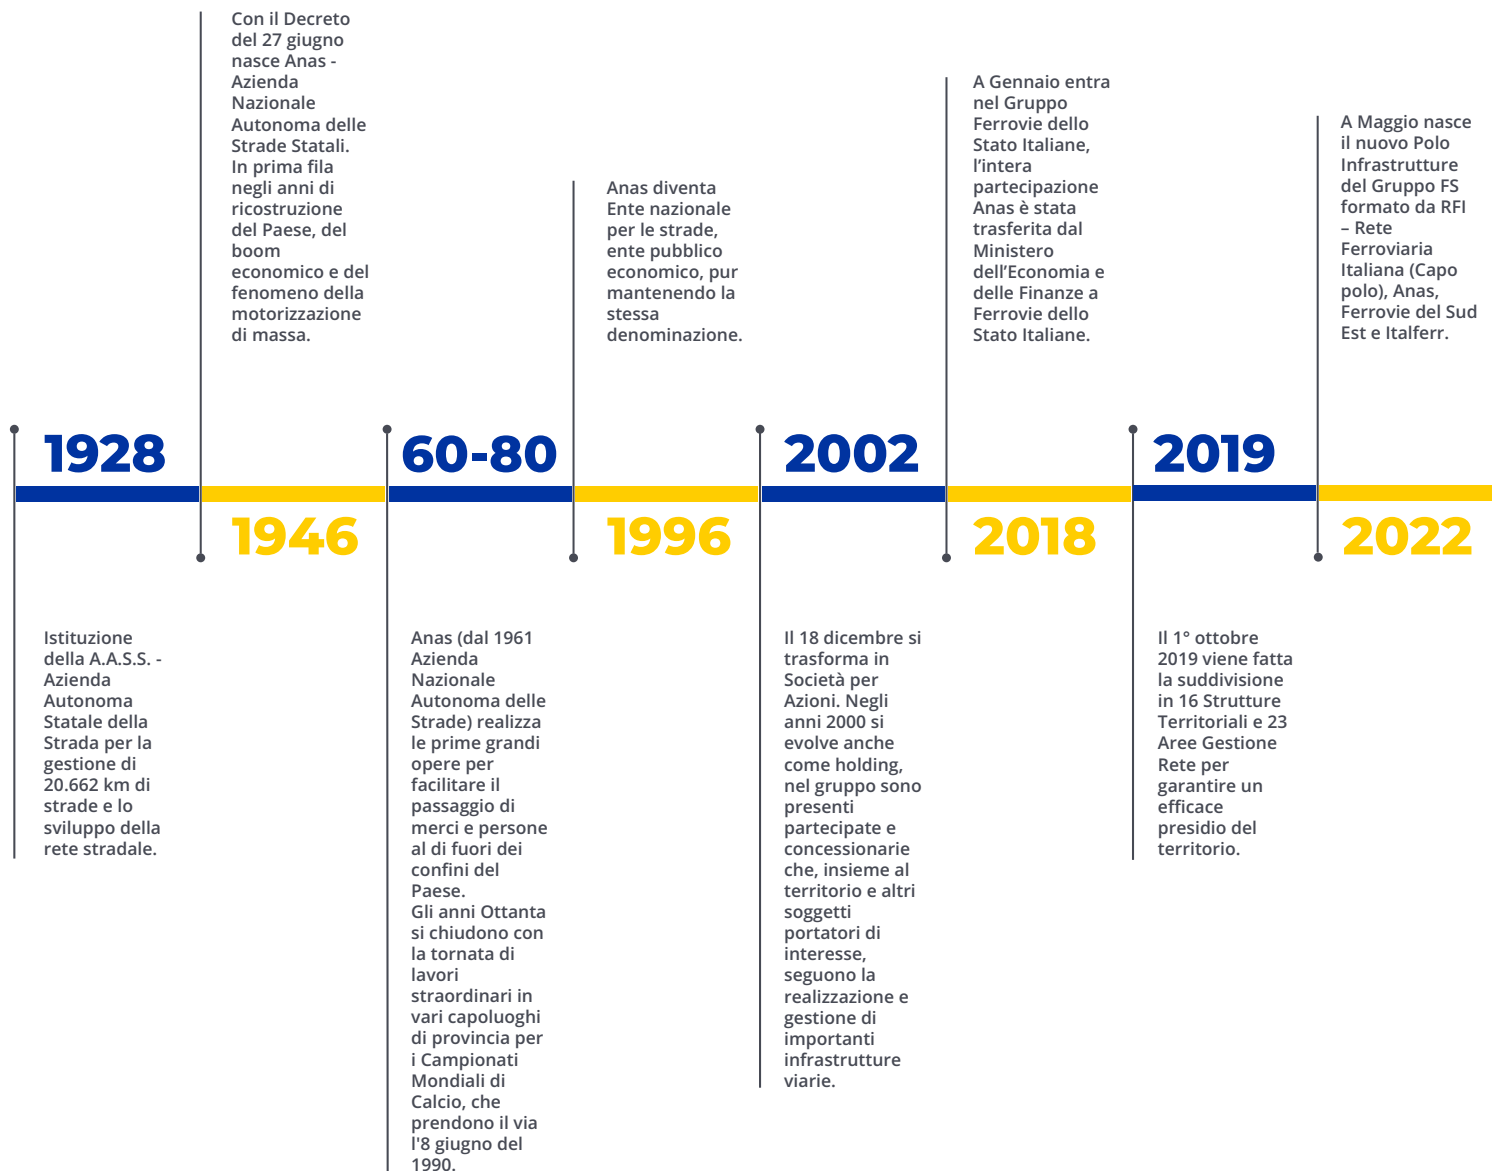 1928
Istituzione
della A.A.S.S. -
Azienda
Autonoma
Statale della
Strada per la
gestione di
20.662 km di
strade e lo
sviluppo della
rete stradale.
Con il Decreto
del 27 giugno
nasce Anas -
Azienda
Nazionale
Autonoma delle
Strade Statali.
In prima fila
negli anni di
ricostruzione
del Paese, del
boom
economico e del
fenomeno della
motorizzazione
di massa.
1946
60-80
Anas (dal 1961
Azienda
Nazionale
Autonoma delle
Strade) realizza
le prime grandi
opere per
facilitare il
passaggio di
merci e persone
al di fuori dei
confini del
Paese.
Gli anni Ottanta
si chiudono con
la tornata di
lavori
straordinari in
vari capoluoghi
di provincia per
i Campionati
Mondiali di
Calcio, che
prendono il via
l'8 giugno del
1990.
Anas diventa
Ente nazionale
per le strade,
ente pubblico
economico, pur
mantenendo la
stessa
denominazione.
1996
2002
Il 18 dicembre si
trasforma in
Società per
Azioni. Negli
anni 2000 si
evolve anche
come holding,
nel gruppo sono
presenti
partecipate e
concessionarie
che, insieme al
territorio e altri
soggetti
portatori di
interesse,
seguono la
realizzazione e
gestione di
importanti
infrastrutture
viarie.
A Gennaio entra
nel Gruppo
Ferrovie dello
Stato Italiane,
l’intera
partecipazione
Anas è stata
trasferita dal
Ministero
dell’Economia e
delle Finanze a
Ferrovie dello
Stato Italiane.
2018
2019
Il 1° ottobre
2019 viene fatta
la suddivisione
in 16 Strutture
Territoriali e 23
Aree Gestione
Rete per
garantire un
efficace
presidio del
territorio.
A Maggio nasce
il nuovo Polo
Infrastrutture
del Gruppo FS
formato da RFI
– Rete
Ferroviaria
Italiana (Capo
polo), Anas,
Ferrovie del Sud
Est e Italferr.
2022